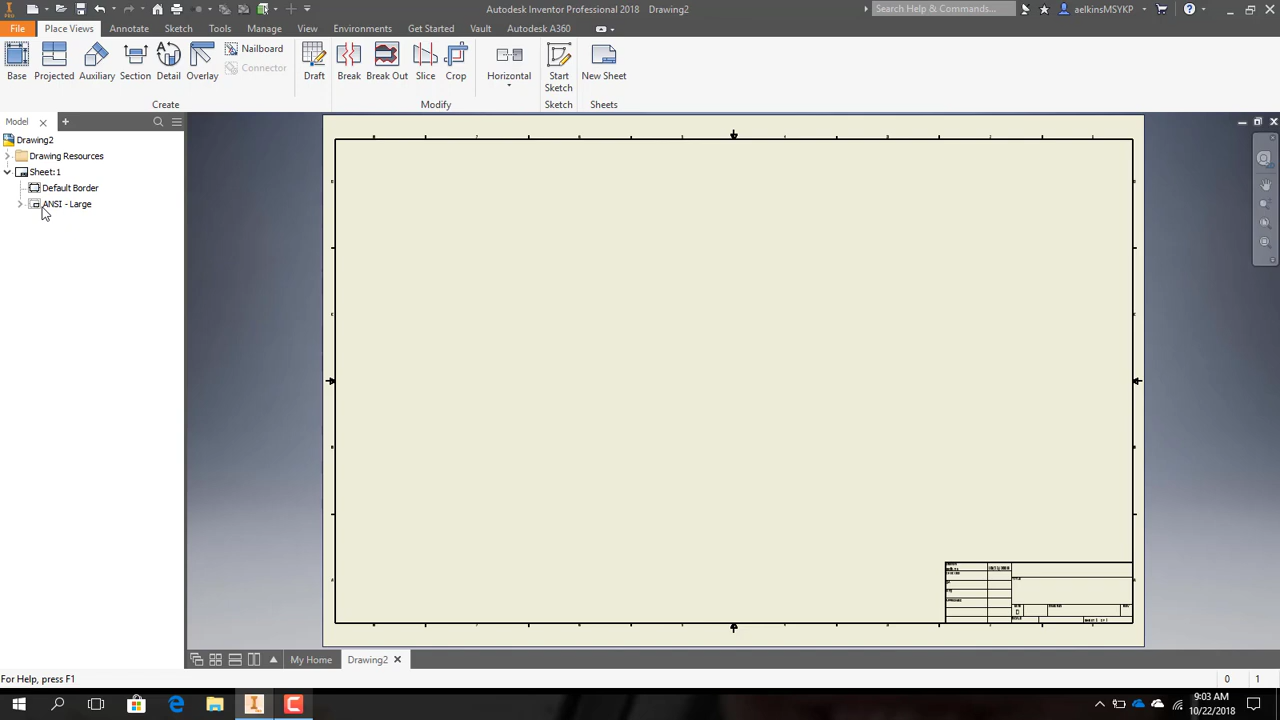 Autodesk Inventor Professional 2018 Drawing2
Search Help & Commands...
aelkinsMSYKP
File Place Views Annotate Sketch Tools Manage View Environments Get Started Vault Autodesk A360
Base Projected Auxiliary Section Detail Overlay
Nailboard
Connector
Draft Break Break Out Slice Crop Horizontal
Start
Sketch
New Sheet
Create Modify Sketch Sheets
Model
Drawing2
Drawing Resources
Sheet:1
Default Border
ANSI - Large
TITLE
My Home Drawing2
For Help, press F1
0 1
9:03 AM
10/22/2018